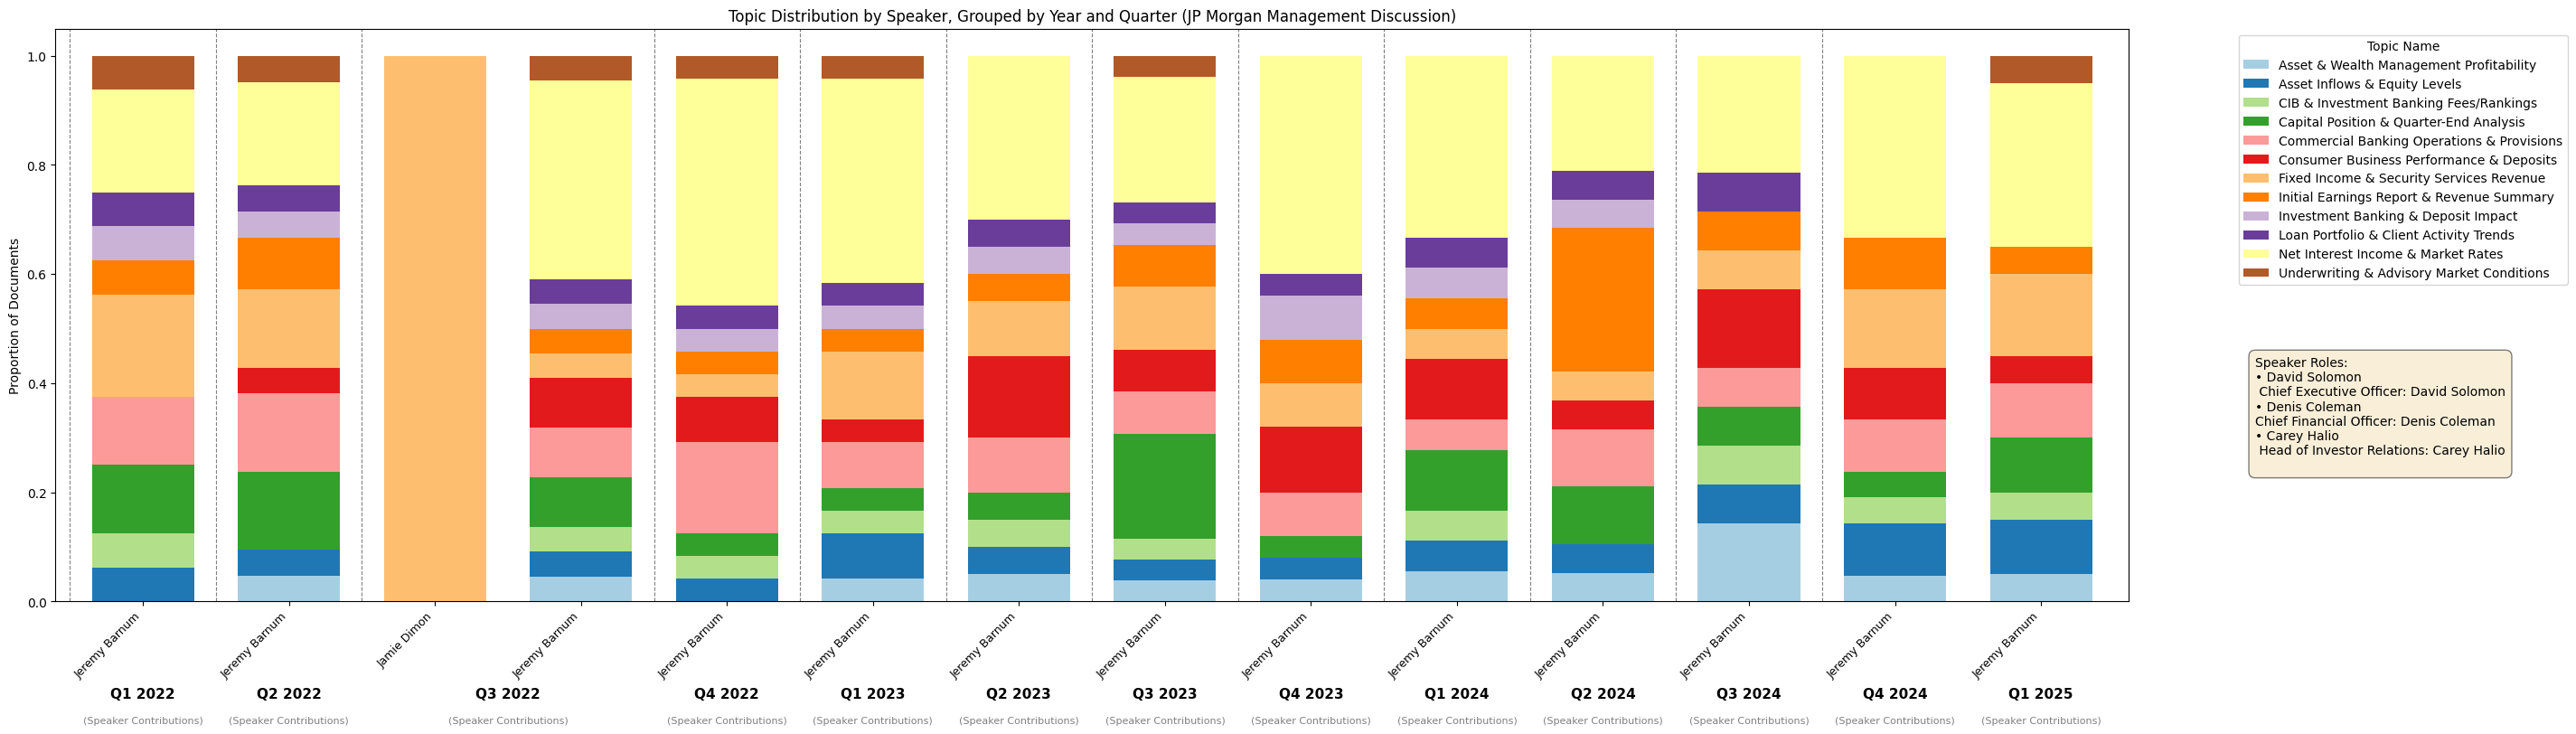 Topic Distribution by Speaker, Grouped by Year and Quarter (JP Morgan Management Discussion)
Proportion of Documents
1.0
0.8
0.6
0.4
0.2
0.0
Jeremy Barnum
Jeremy Barnum
Jamie Dimon
Jeremy Barnum
Jeremy Barnum
Jeremy Barnum
Jeremy Barnum
Jeremy Barnum
Jeremy Barnum
Jeremy Barnum
Jeremy Barnum
Jeremy Barnum
Jeremy Barnum
Jeremy Barnum
Q1 2022
Q2 2022
Q3 2022
Q4 2022
Q1 2023
Q2 2023
Q3 2023
Q4 2023
Q1 2024
Q2 2024
Q3 2024
Q4 2024
Q1 2025
(Speaker Contributions)
(Speaker Contributions)
(Speaker Contributions)
(Speaker Contributions)
(Speaker Contributions)
(Speaker Contributions)
(Speaker Contributions)
(Speaker Contributions)
(Speaker Contributions)
(Speaker Contributions)
(Speaker Contributions)
(Speaker Contributions)
(Speaker Contributions)
Topic Name
Asset & Wealth Management Profitability
Asset Inflows & Equity Levels
CIB & Investment Banking Fees/Rankings
Capital Position & Quarter-End Analysis
Commercial Banking Operations & Provisions
Consumer Business Performance & Deposits
Fixed Income & Security Services Revenue
Initial Earnings Report & Revenue Summary
Investment Banking & Deposit Impact
Loan Portfolio & Client Activity Trends
Net Interest Income & Market Rates
Underwriting & Advisory Market Conditions
Speaker Roles:
• David Solomon
Chief Executive Officer: David Solomon
• Denis Coleman
Chief Financial Officer: Denis Coleman
• Carey Halio
Head of Investor Relations: Carey Halio